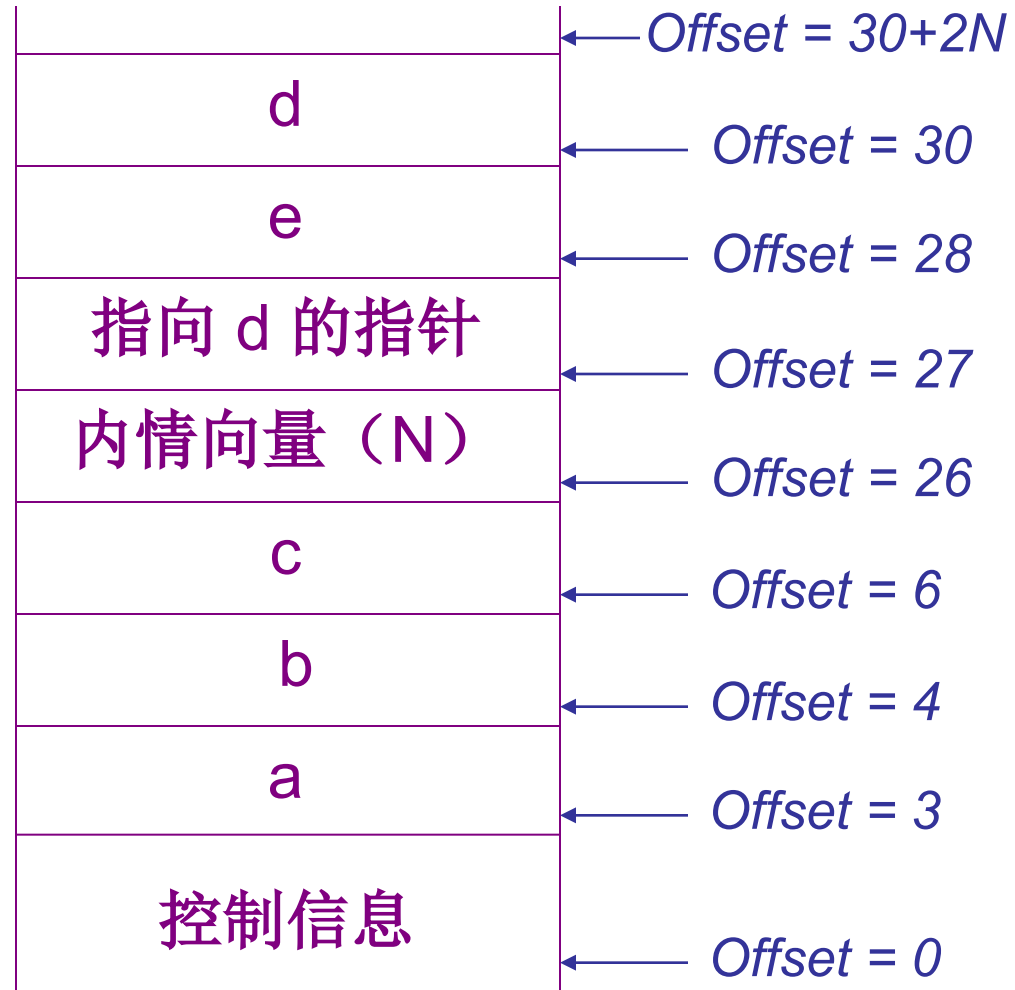 Offset = 30+2N
d
Offset = 30
e
Offset = 28
指向 d 的指针
Offset = 27
内情向量（N）
Offset = 26
c
Offset = 6
b
Offset = 4
a
Offset = 3
控制信息
Offset = 0